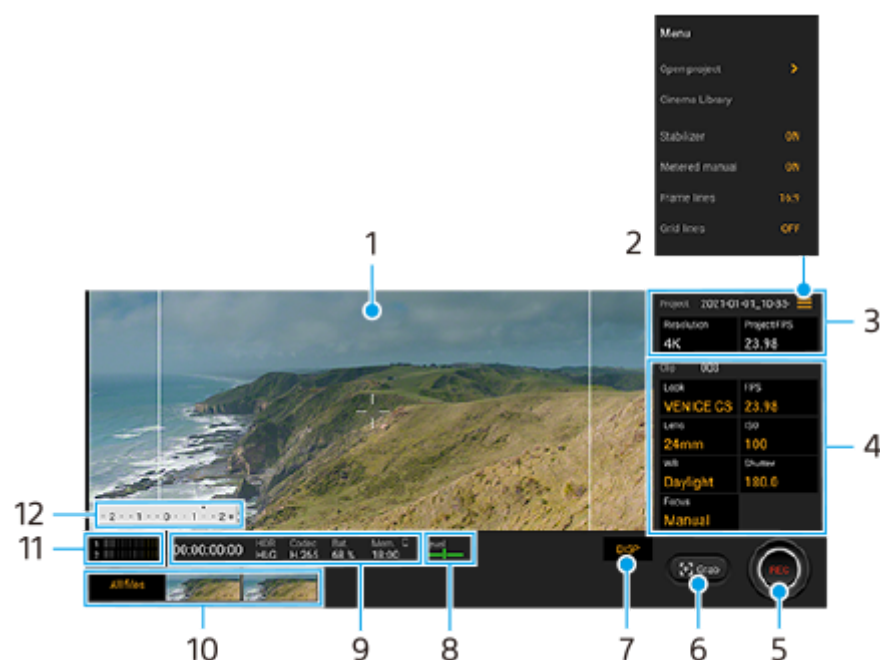 Menu
Open project >
Cinema Library
Stabilizer ON
Metered manual ON
Frame lines 16:9
Grid lines OFF
1
2
3
Project 2021-01-01_10-35-
Resolution Project FPS
4K 23.98
4
Clip 003
Look FPS
VENICE CS 23.98
Lens ISO
24mm 100
WB Shutter
Daylight 180.0
Focus
Manual
12
- 2 · · 1 · · 0 · · 1 · · 2 +
11
00:00:00:00
HDR Codec Bat. Mem. C
HLG H.265 68 % 18:00
DISP
Grab
REC
All files
10
9
8
7
6
5